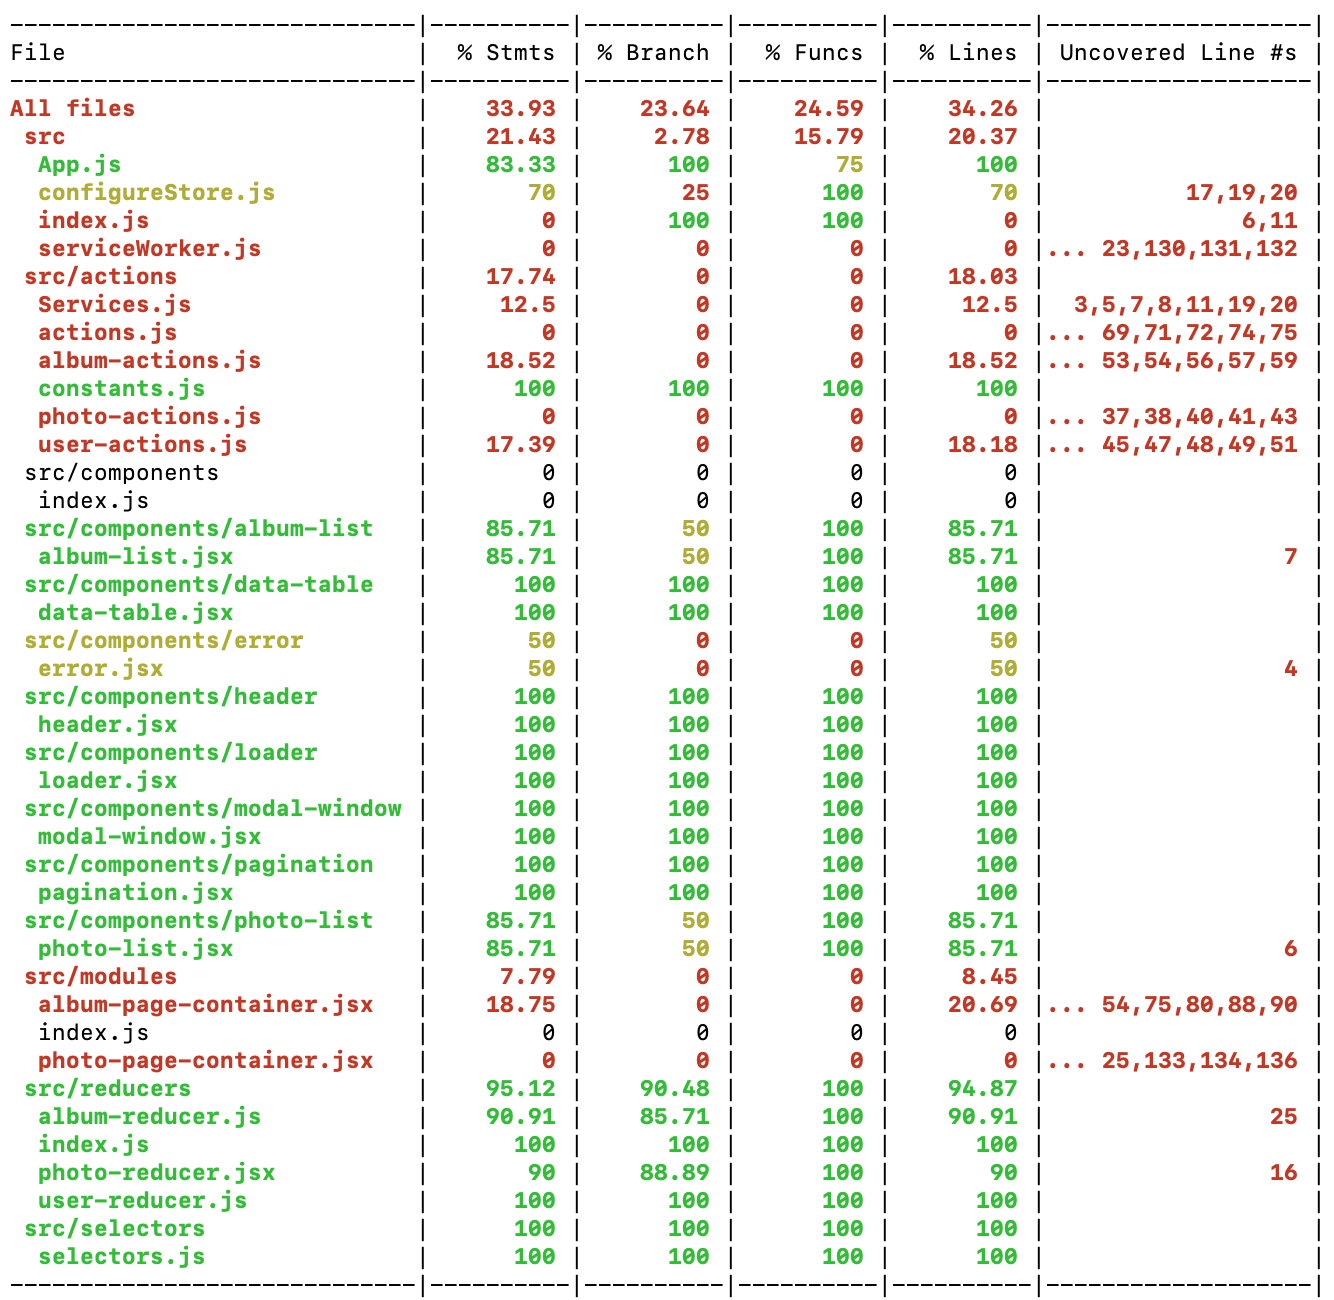 -----------------------------|----------|----------|----------|----------|-------------------|
File                         |  % Stmts | % Branch |  % Funcs |  % Lines | Uncovered Line #s |
-----------------------------|----------|----------|----------|----------|-------------------|
All files                    |    33.93 |    23.64 |    24.59 |    34.26 |                   |
 src                         |    21.43 |     2.78 |    15.79 |    20.37 |                   |
  App.js                     |    83.33 |      100 |       75 |      100 |                   |
  configureStore.js          |       70 |       25 |      100 |       70 |          17,19,20 |
  index.js                   |        0 |      100 |      100 |        0 |              6,11 |
  serviceWorker.js           |        0 |        0 |        0 |        0 |... 23,130,131,132 |
 src/actions                 |    17.74 |        0 |        0 |    18.03 |                   |
  Services.js                |     12.5 |        0 |        0 |     12.5 |  3,5,7,8,11,19,20 |
  actions.js                 |        0 |        0 |        0 |        0 |... 69,71,72,74,75 |
  album-actions.js           |    18.52 |        0 |        0 |    18.52 |... 53,54,56,57,59 |
  constants.js               |      100 |      100 |      100 |      100 |                   |
  photo-actions.js           |        0 |        0 |        0 |        0 |... 37,38,40,41,43 |
  user-actions.js            |    17.39 |        0 |        0 |    18.18 |... 45,47,48,49,51 |
 src/components              |        0 |        0 |        0 |        0 |                   |
  index.js                   |        0 |        0 |        0 |        0 |                   |
 src/components/album-list   |    85.71 |       50 |      100 |    85.71 |                   |
  album-list.jsx             |    85.71 |       50 |      100 |    85.71 |                 7 |
 src/components/data-table   |      100 |      100 |      100 |      100 |                   |
  data-table.jsx             |      100 |      100 |      100 |      100 |                   |
 src/components/error        |       50 |        0 |        0 |       50 |                   |
  error.jsx                  |       50 |        0 |        0 |       50 |                 4 |
 src/components/header       |      100 |      100 |      100 |      100 |                   |
  header.jsx                 |      100 |      100 |      100 |      100 |                   |
 src/components/loader       |      100 |      100 |      100 |      100 |                   |
  loader.jsx                 |      100 |      100 |      100 |      100 |                   |
 src/components/modal-window |      100 |      100 |      100 |      100 |                   |
  modal-window.jsx           |      100 |      100 |      100 |      100 |                   |
 src/components/pagination   |      100 |      100 |      100 |      100 |                   |
  pagination.jsx             |      100 |      100 |      100 |      100 |                   |
 src/components/photo-list   |    85.71 |       50 |      100 |    85.71 |                   |
  photo-list.jsx             |    85.71 |       50 |      100 |    85.71 |                 6 |
 src/modules                 |     7.79 |        0 |        0 |     8.45 |                   |
  album-page-container.jsx   |    18.75 |        0 |        0 |    20.69 |... 54,75,80,88,90 |
  index.js                   |        0 |        0 |        0 |        0 |                   |
  photo-page-container.jsx   |        0 |        0 |        0 |        0 |... 25,133,134,136 |
 src/reducers                |    95.12 |    90.48 |      100 |    94.87 |                   |
  album-reducer.js           |    90.91 |    85.71 |      100 |    90.91 |                25 |
  index.js                   |      100 |      100 |      100 |      100 |                   |
  photo-reducer.jsx          |       90 |    88.89 |      100 |       90 |                16 |
  user-reducer.js            |      100 |      100 |      100 |      100 |                   |
 src/selectors               |      100 |      100 |      100 |      100 |                   |
  selectors.js               |      100 |      100 |      100 |      100 |                   |
-----------------------------|----------|----------|----------|----------|-------------------|